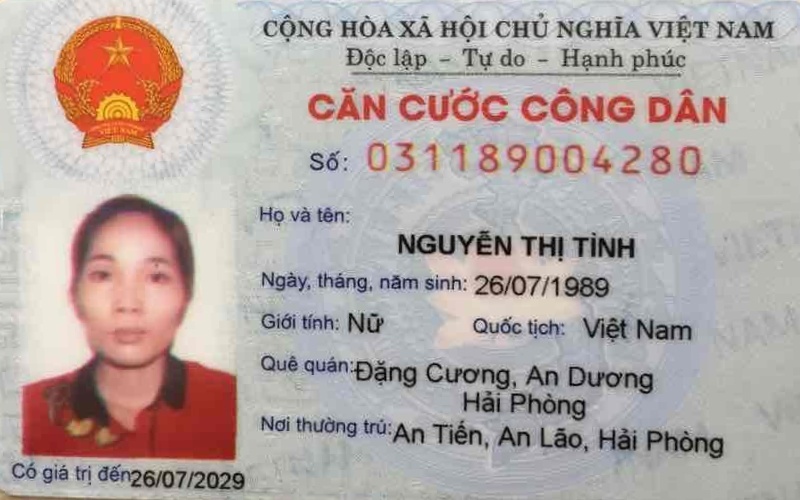 CỘNG HÒA XÃ HỘI CHỦ NGHĨA VIỆT NAM
Độc lập - Tự do - Hạnh phúc
CĂN CƯỚC CÔNG DÂN
Số: 031189004280
Họ và tên:
NGUYỄN THỊ TÌNH
Ngày, tháng, năm sinh: 26/07/1989
Giới tính: Nữ Quốc tịch: Việt Nam
Quê quán: Đặng Cương, An Dương
Hải Phòng
Nơi thường trú: An Tiến, An Lão, Hải Phòng
Có giá trị đến 26/07/2029